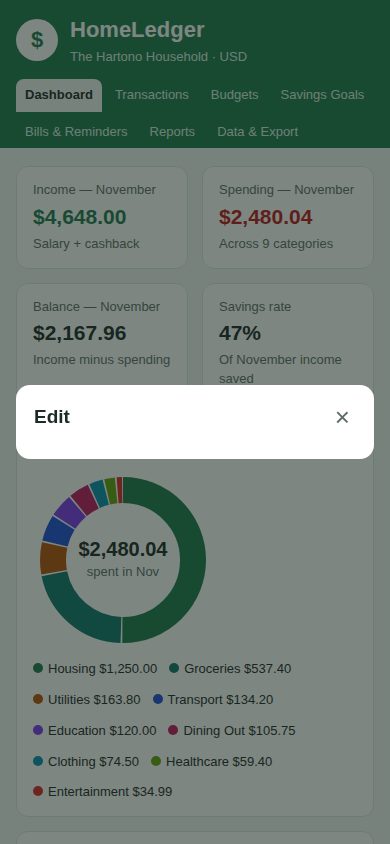 $
HomeLedger
The Hartono Household · USD
Dashboard Transactions Budgets Savings Goals
Bills & Reminders Reports Data & Export
Income — November
$4,648.00
Salary + cashback
Spending — November
$2,480.04
Across 9 categories
Balance — November
$2,167.96
Income minus spending
Savings rate
47%
Of November income
saved
Edit ×
$2,480.04
spent in Nov
Housing $1,250.00 Groceries $537.40
Utilities $163.80 Transport $134.20
Education $120.00 Dining Out $105.75
Clothing $74.50 Healthcare $59.40
Entertainment $34.99